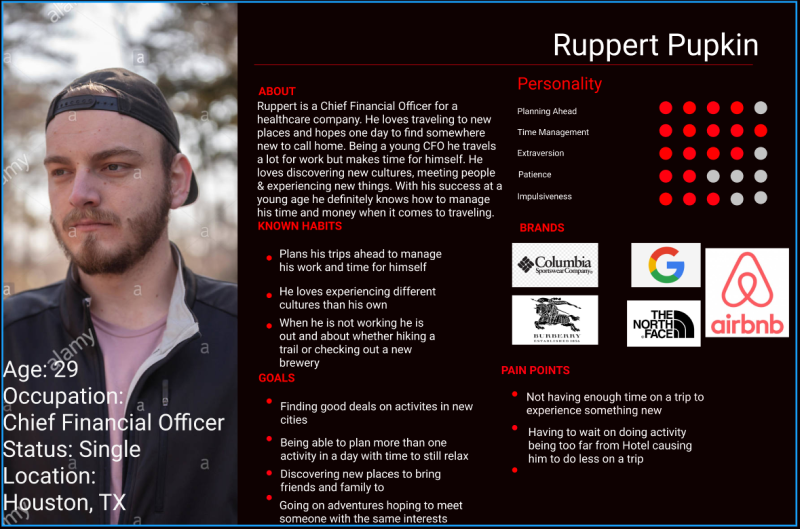 Ruppert Pupkin
ABOUT
Ruppert is a Chief Financial Officer for a
healthcare company. He loves traveling to new
places and hopes one day to find somewhere
new to call home. Being a young CFO he travels
a lot for work but makes time for himself. He
loves discovering new cultures, meeting people
& experiencing new things. With his success at a
young age he definitely knows how to manage
his time and money when it comes to traveling.
KNOWN HABITS
Plans his trips ahead to manage
his work and time for himself
He loves experiencing different
cultures than his own
When he is not working he is
out and about whether hiking a
trail or checking out a new
brewery
GOALS
Finding good deals on activites in new
cities
Being able to plan more than one
activity in a day with time to still relax
Discovering new places to bring
friends and family to
Going on adventures hoping to meet
someone with the same interests
Personality
Planning Ahead
Time Management
Extraversion
Patience
Impulsiveness
BRANDS
Columbia
Sportswear Company
G
airbnb
BURBERRY
ESTABLISHED 1856
THE
NORTH
FACE
PAIN POINTS
Not having enough time on a trip to
experience something new
Having to wait on doing activity
being too far from Hotel causing
him to do less on a trip
Age: 29
Occupation:
Chief Financial Officer
Status: Single
Location:
Houston, TX
alamy
alamy
a
a
a
a
a
a